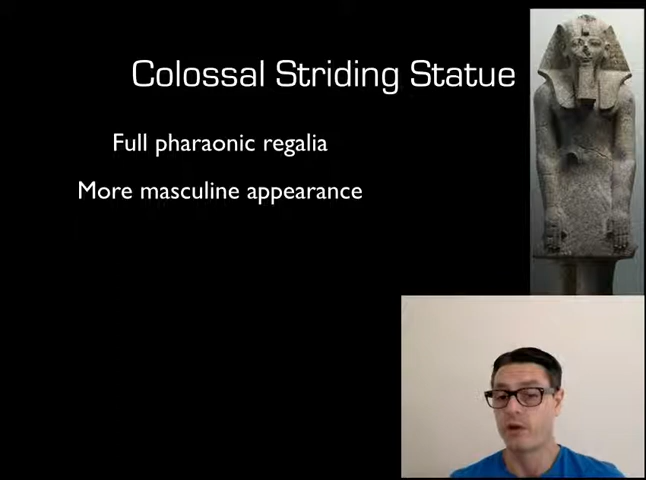 Colossal Striding Statue
Full pharaonic regalia
More masculine appearance